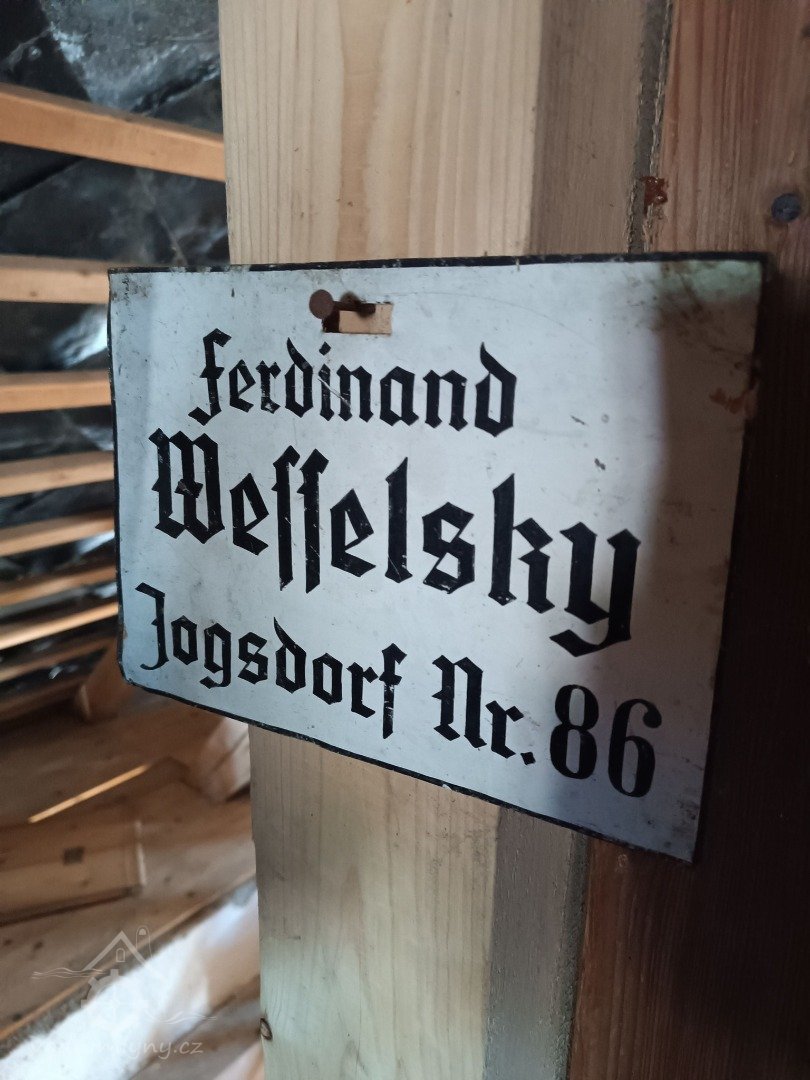 Ferdinand
Weſſelsky
Jogsdorf Nr. 86